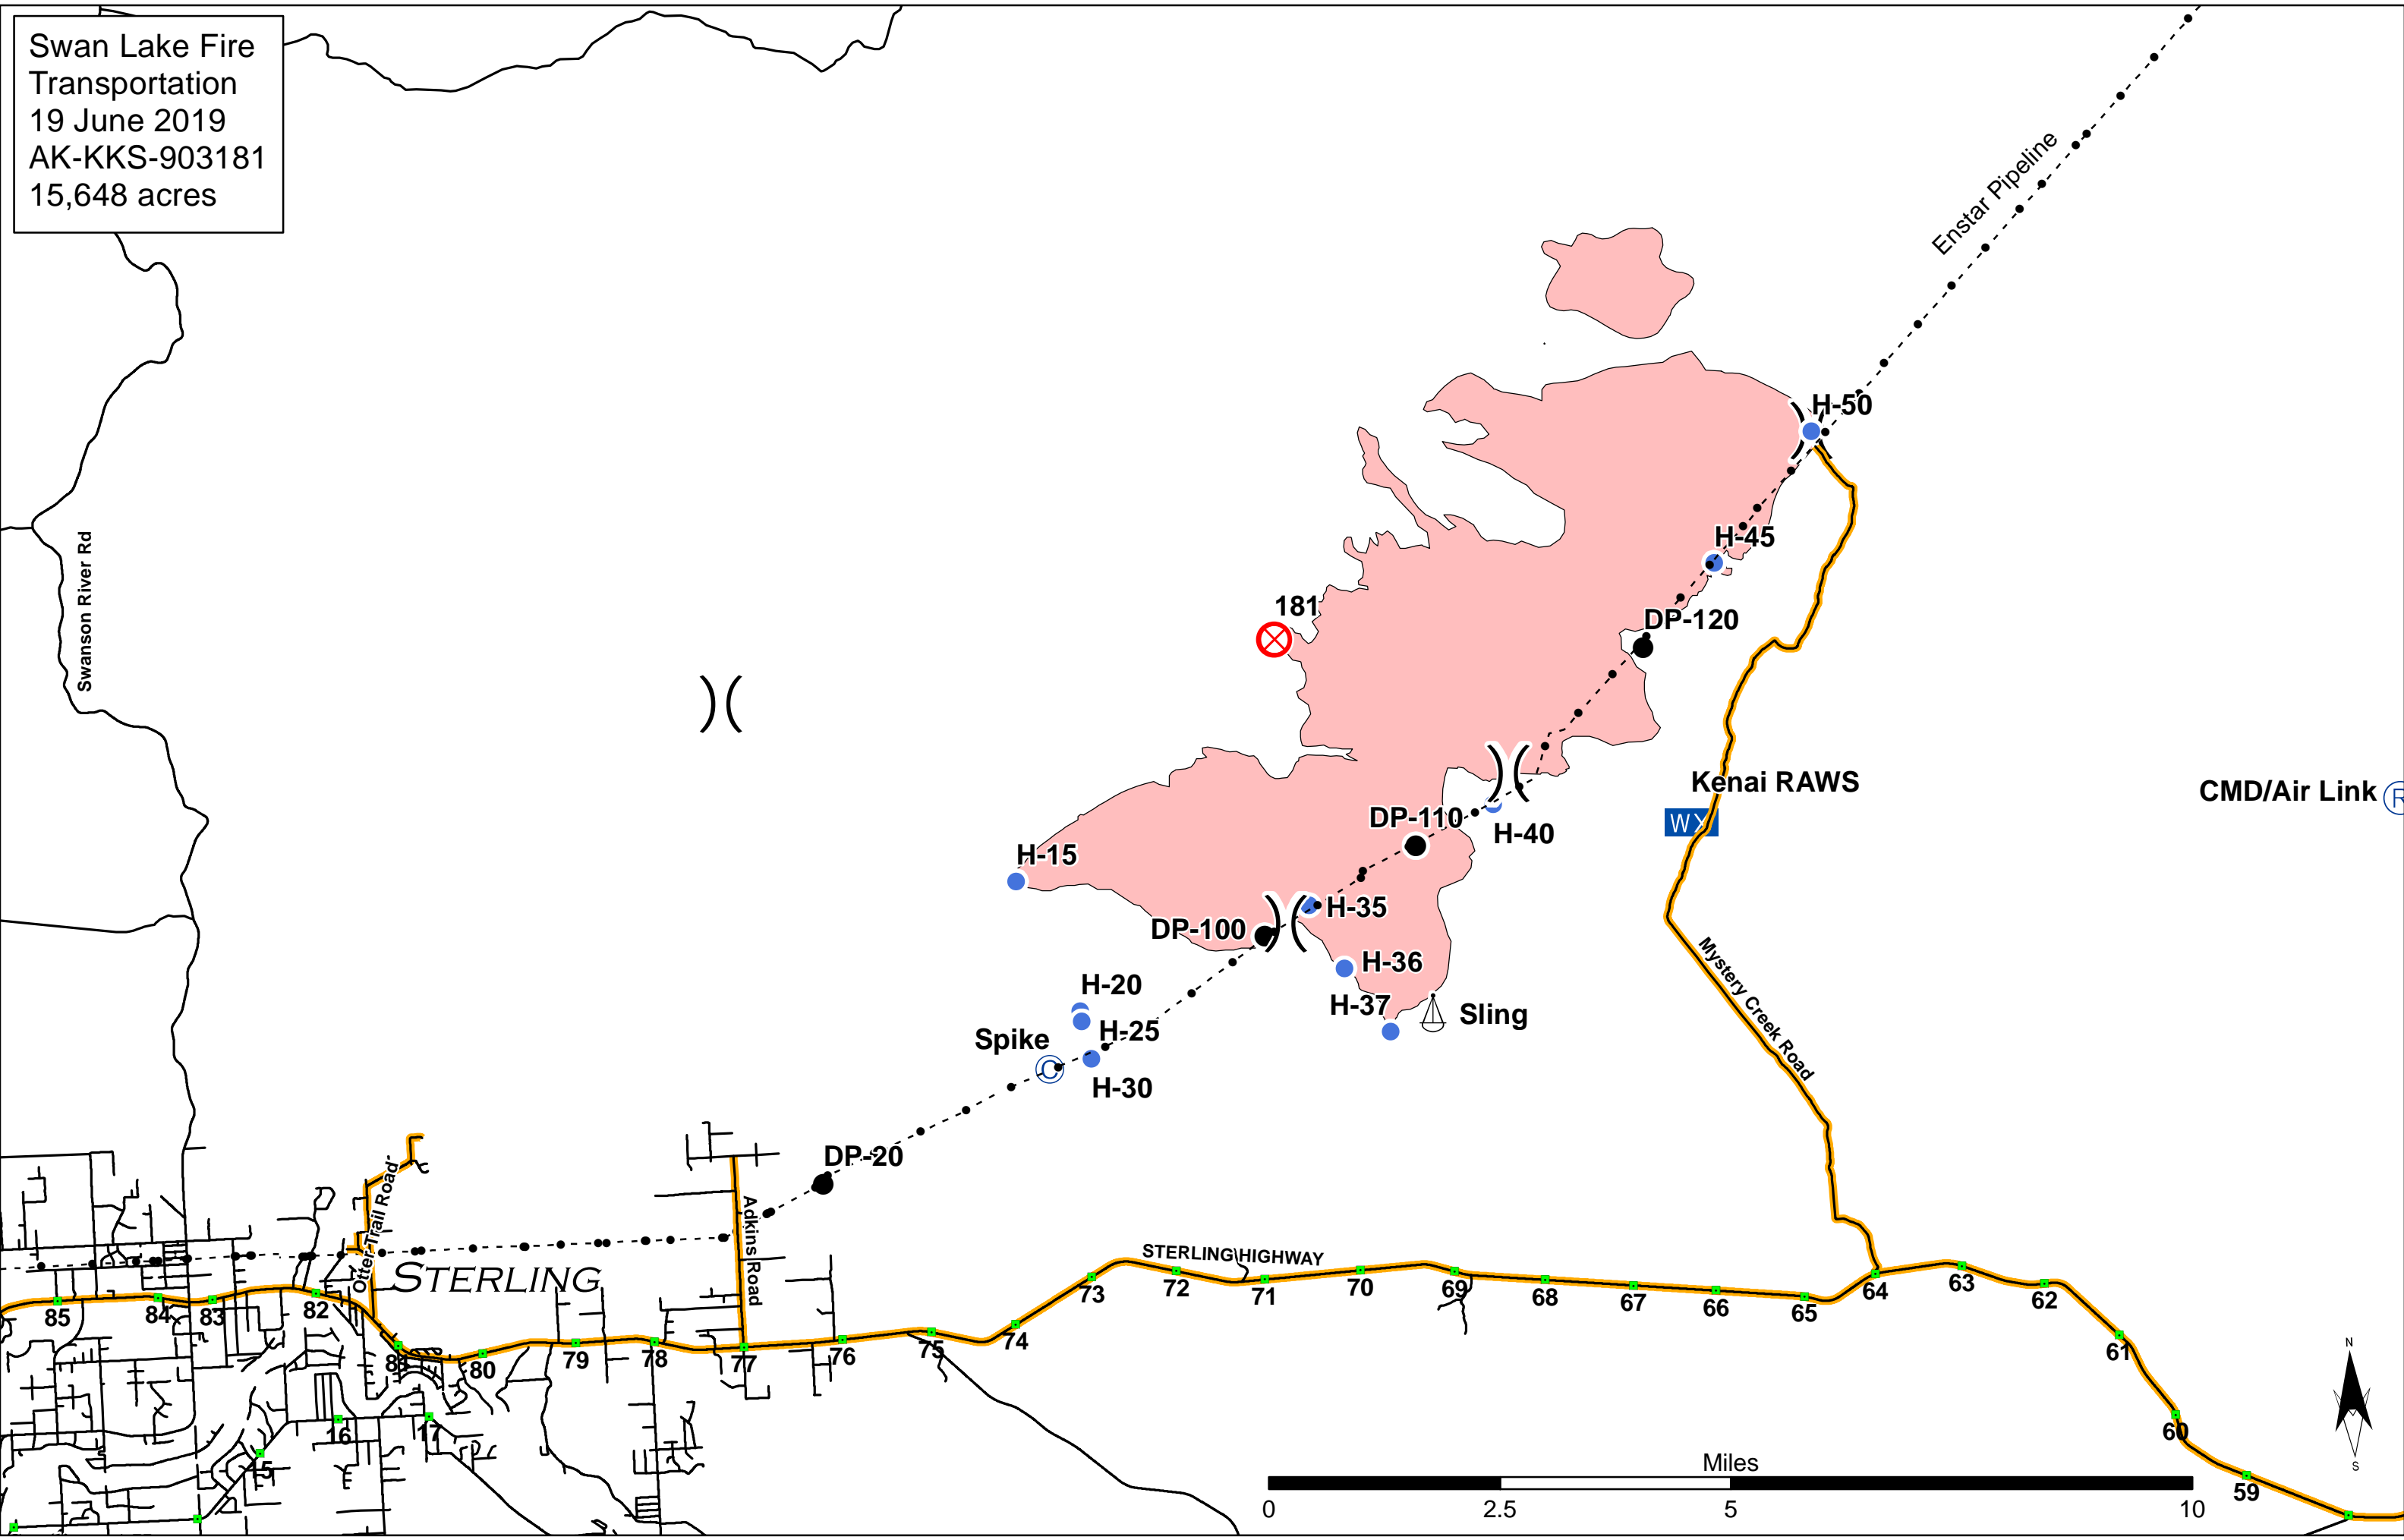 Swan Lake Fire
Transportation
19 June 2019
AK-KKS-903181
15,648 acres
Enstar Pipeline
H-50
H-45
181
DP-120
Swanson River Rd
Kenai RAWS
WX
CMD/Air Link
R
DP-110
H-40
H-15
H-35
DP-100
H-36
H-20
H-37
Sling
H-25
Spike
C
H-30
Mystery Creek Road
DP-20
Otter Trail Road
Adkins Road
STERLING HIGHWAY
STERLING
85
84
83
82
81
80
79
78
77
76
75
74
73
72
71
70
69
68
67
66
65
64
63
62
61
60
59
16
17
15
N
S
Miles
0
2.5
5
10